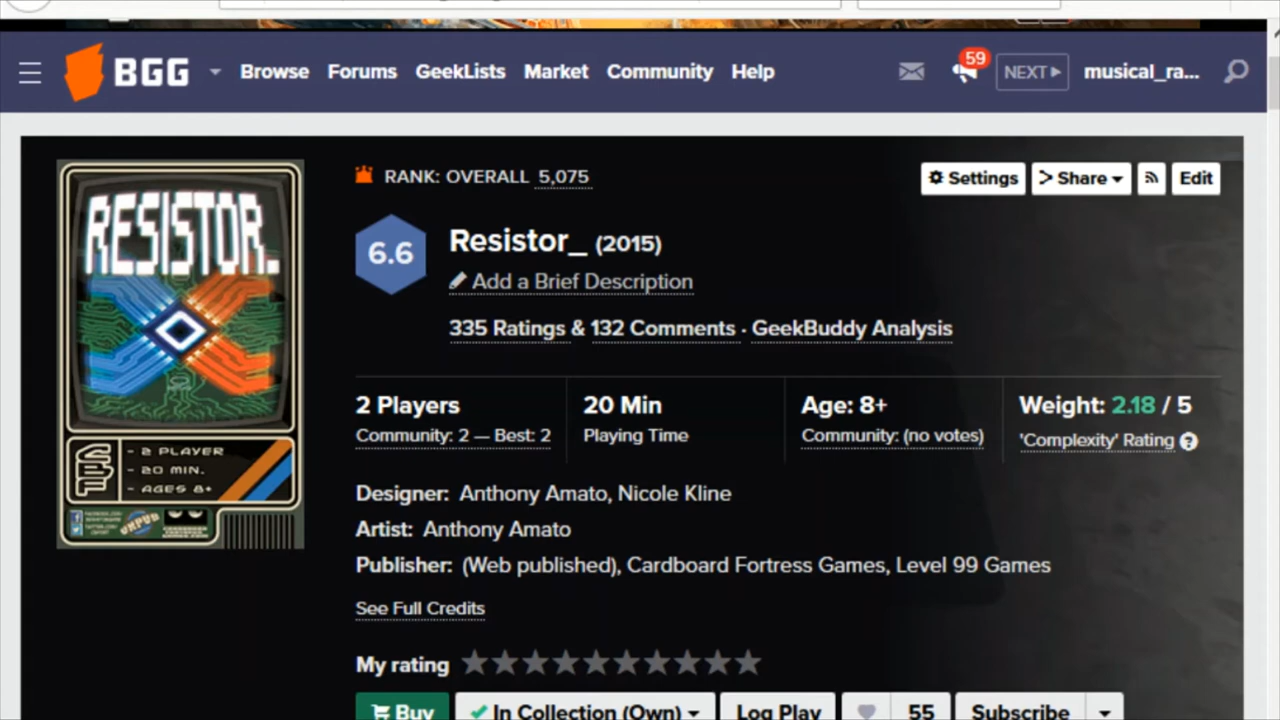 BGG Browse Forums GeekLists Market Community Help 59 NEXT musical_ra...
RESISTOR_
2 PLAYER
- 20 MIN.
- AGES 8+
CBF
UNPUB
RANK: OVERALL 5,075
Settings Share Edit
6.6
Resistor_ (2015)
Add a Brief Description
335 Ratings & 132 Comments · GeekBuddy Analysis
2 Players 20 Min Age: 8+ Weight: 2.18 / 5
Community: 2 — Best: 2 Playing Time Community: (no votes) 'Complexity' Rating ?
Designer: Anthony Amato, Nicole Kline
Artist: Anthony Amato
Publisher: (Web published), Cardboard Fortress Games, Level 99 Games
See Full Credits
My rating
Buy In Collection (Own) Log Play 55 Subscribe